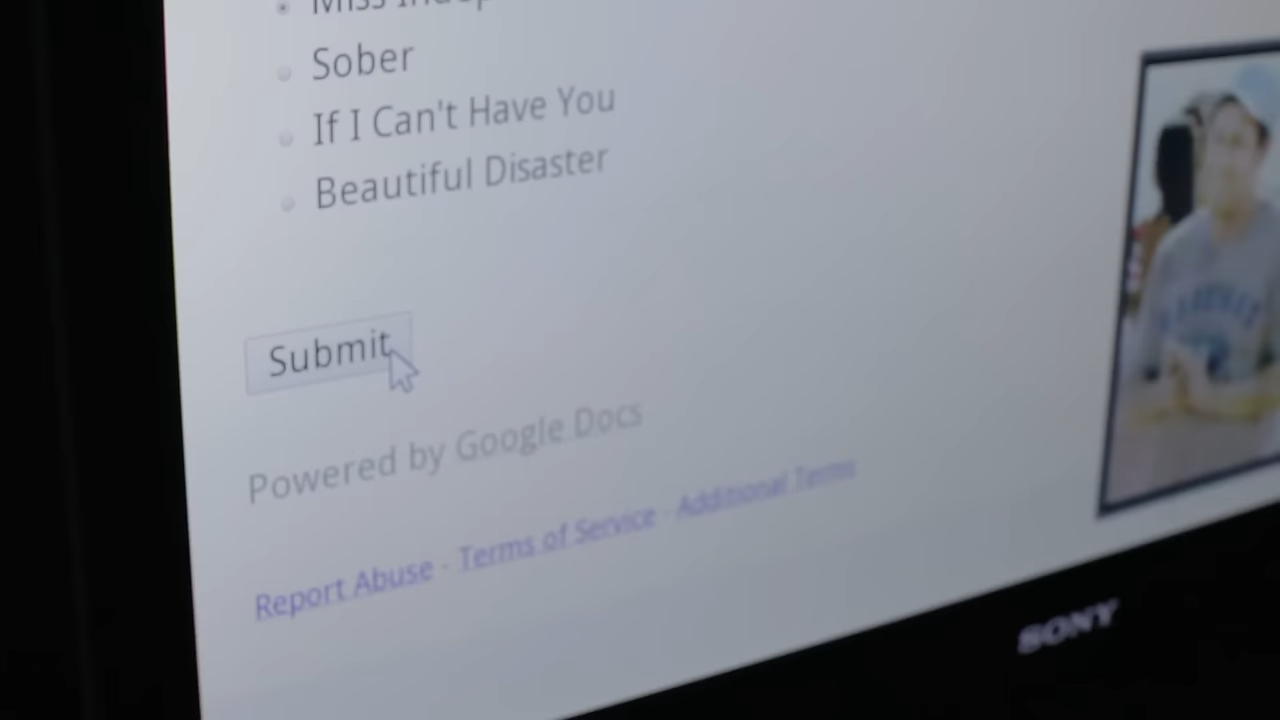 Miss
Sober
If I Can't Have You
Beautiful Disaster
Submit
Powered by Google Docs
Report Abuse - Terms of Service - Additional Terms
SONY